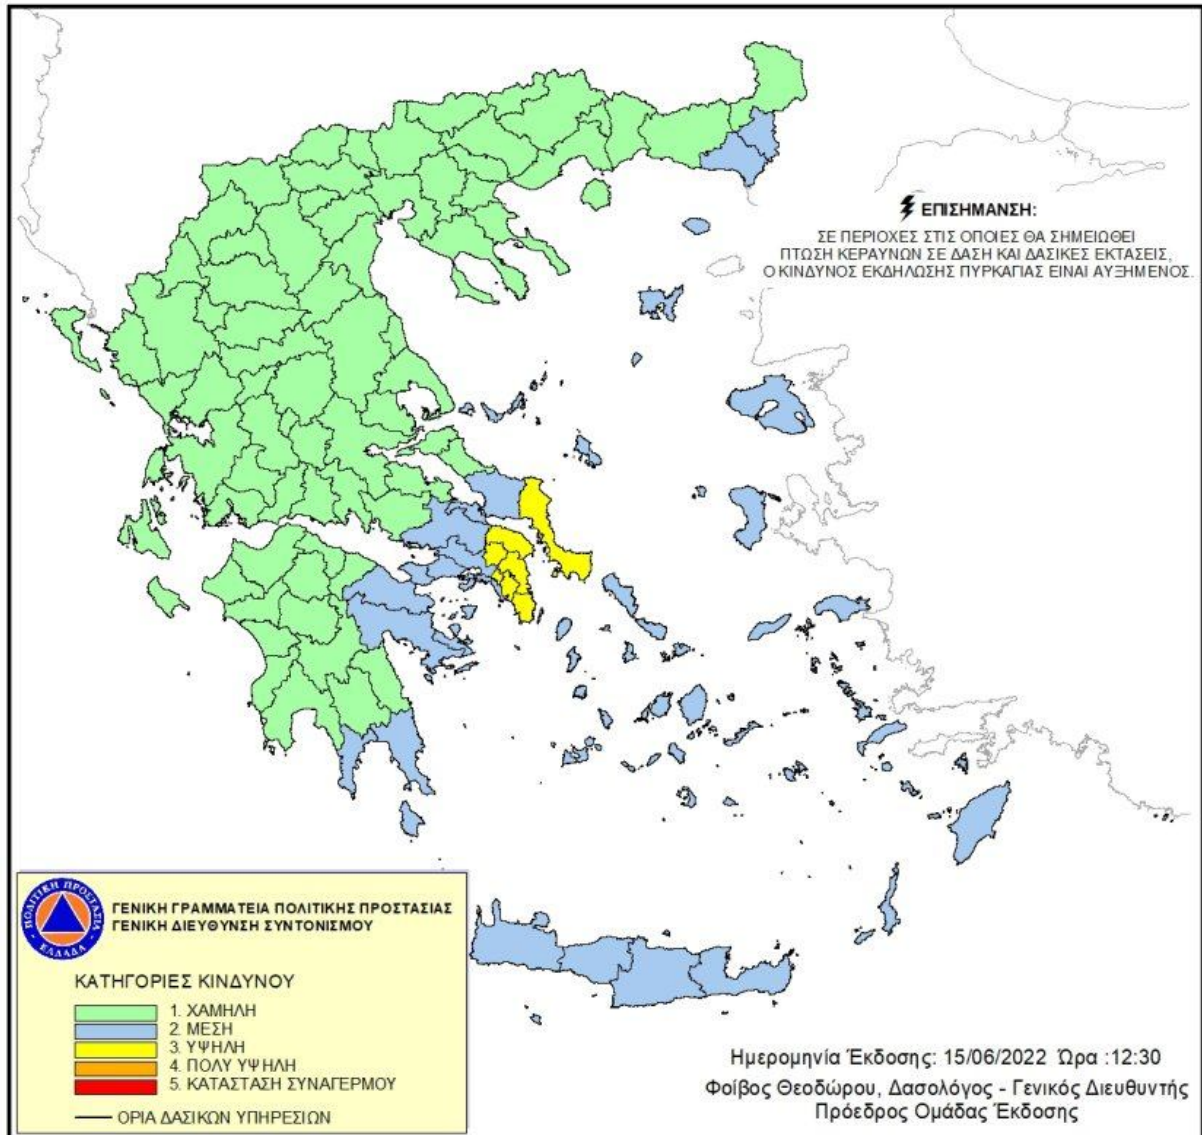 ΕΠΙΣΗΜΑΝΣΗ:
ΣΕ ΠΕΡΙΟΧΕΣ ΣΤΙΣ ΟΠΟΙΕΣ ΘΑ ΣΗΜΕΙΩΘΕΙ
ΠΤΩΣΗ ΚΕΡΑΥΝΩΝ ΣΕ ΔΑΣΗ ΚΑΙ ΔΑΣΙΚΕΣ ΕΚΤΑΣΕΙΣ,
Ο ΚΙΝΔΥΝΟΣ ΕΚΔΗΛΩΣΗΣ ΠΥΡΚΑΓΙΑΣ ΕΙΝΑΙ ΑΥΞΗΜΕΝΟΣ.
ΠΟΛΙΤΙΚΗ ΠΡΟΣΤΑΣΙΑ
ΕΛΛΑΔΑ
ΓΕΝΙΚΗ ΓΡΑΜΜΑΤΕΙΑ ΠΟΛΙΤΙΚΗΣ ΠΡΟΣΤΑΣΙΑΣ
ΓΕΝΙΚΗ ΔΙΕΥΘΥΝΣΗ ΣΥΝΤΟΝΙΣΜΟΥ
ΚΑΤΗΓΟΡΙΕΣ ΚΙΝΔΥΝΟΥ
1. ΧΑΜΗΛΗ
2. ΜΕΣΗ
3. ΥΨΗΛΗ
4. ΠΟΛΥ ΥΨΗΛΗ
5. ΚΑΤΑΣΤΑΣΗ ΣΥΝΑΓΕΡΜΟΥ
ΟΡΙΑ ΔΑΣΙΚΩΝ ΥΠΗΡΕΣΙΩΝ
Ημερομηνία Έκδοσης: 15/06/2022 Ώρα :12:30
Φοίβος Θεοδώρου, Δασολόγος - Γενικός Διευθυντής
Πρόεδρος Ομάδας Έκδοσης